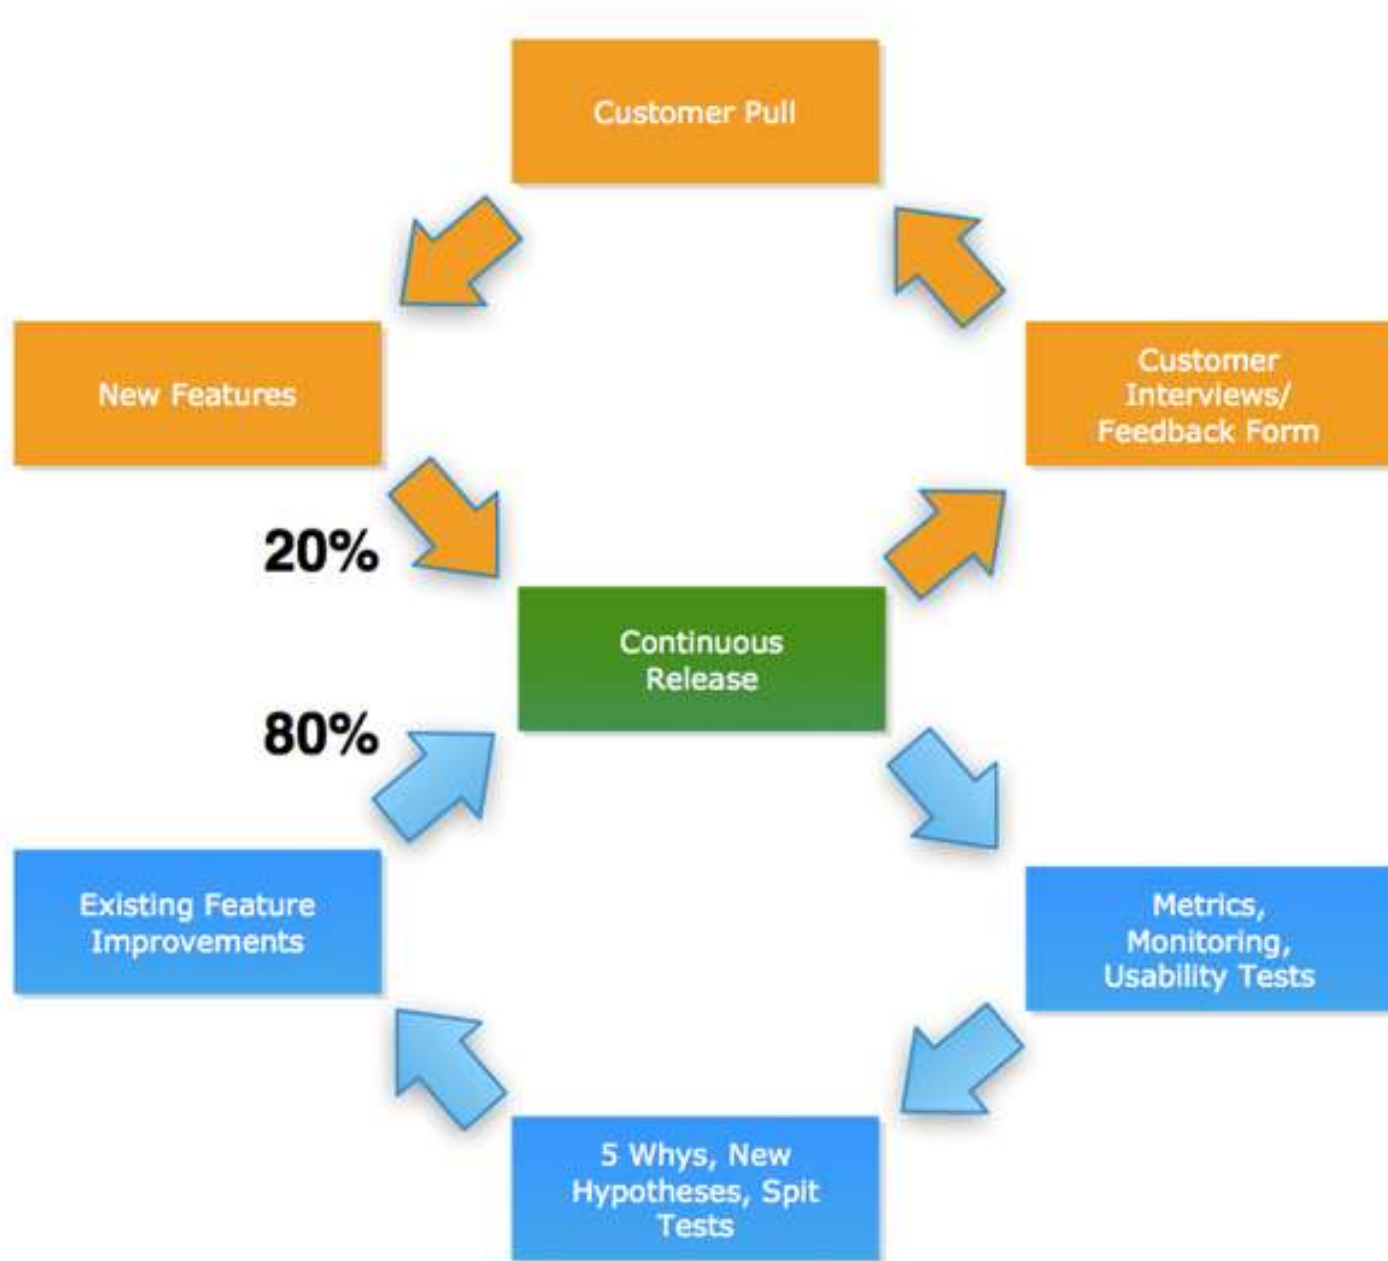 Customer Pull
New Features
Customer
Interviews/
Feedback Form
20%
Continuous
Release
80%
Existing Feature
Improvements
Metrics,
Monitoring,
Usability Tests
5 Whys, New
Hypotheses, Spit
Tests